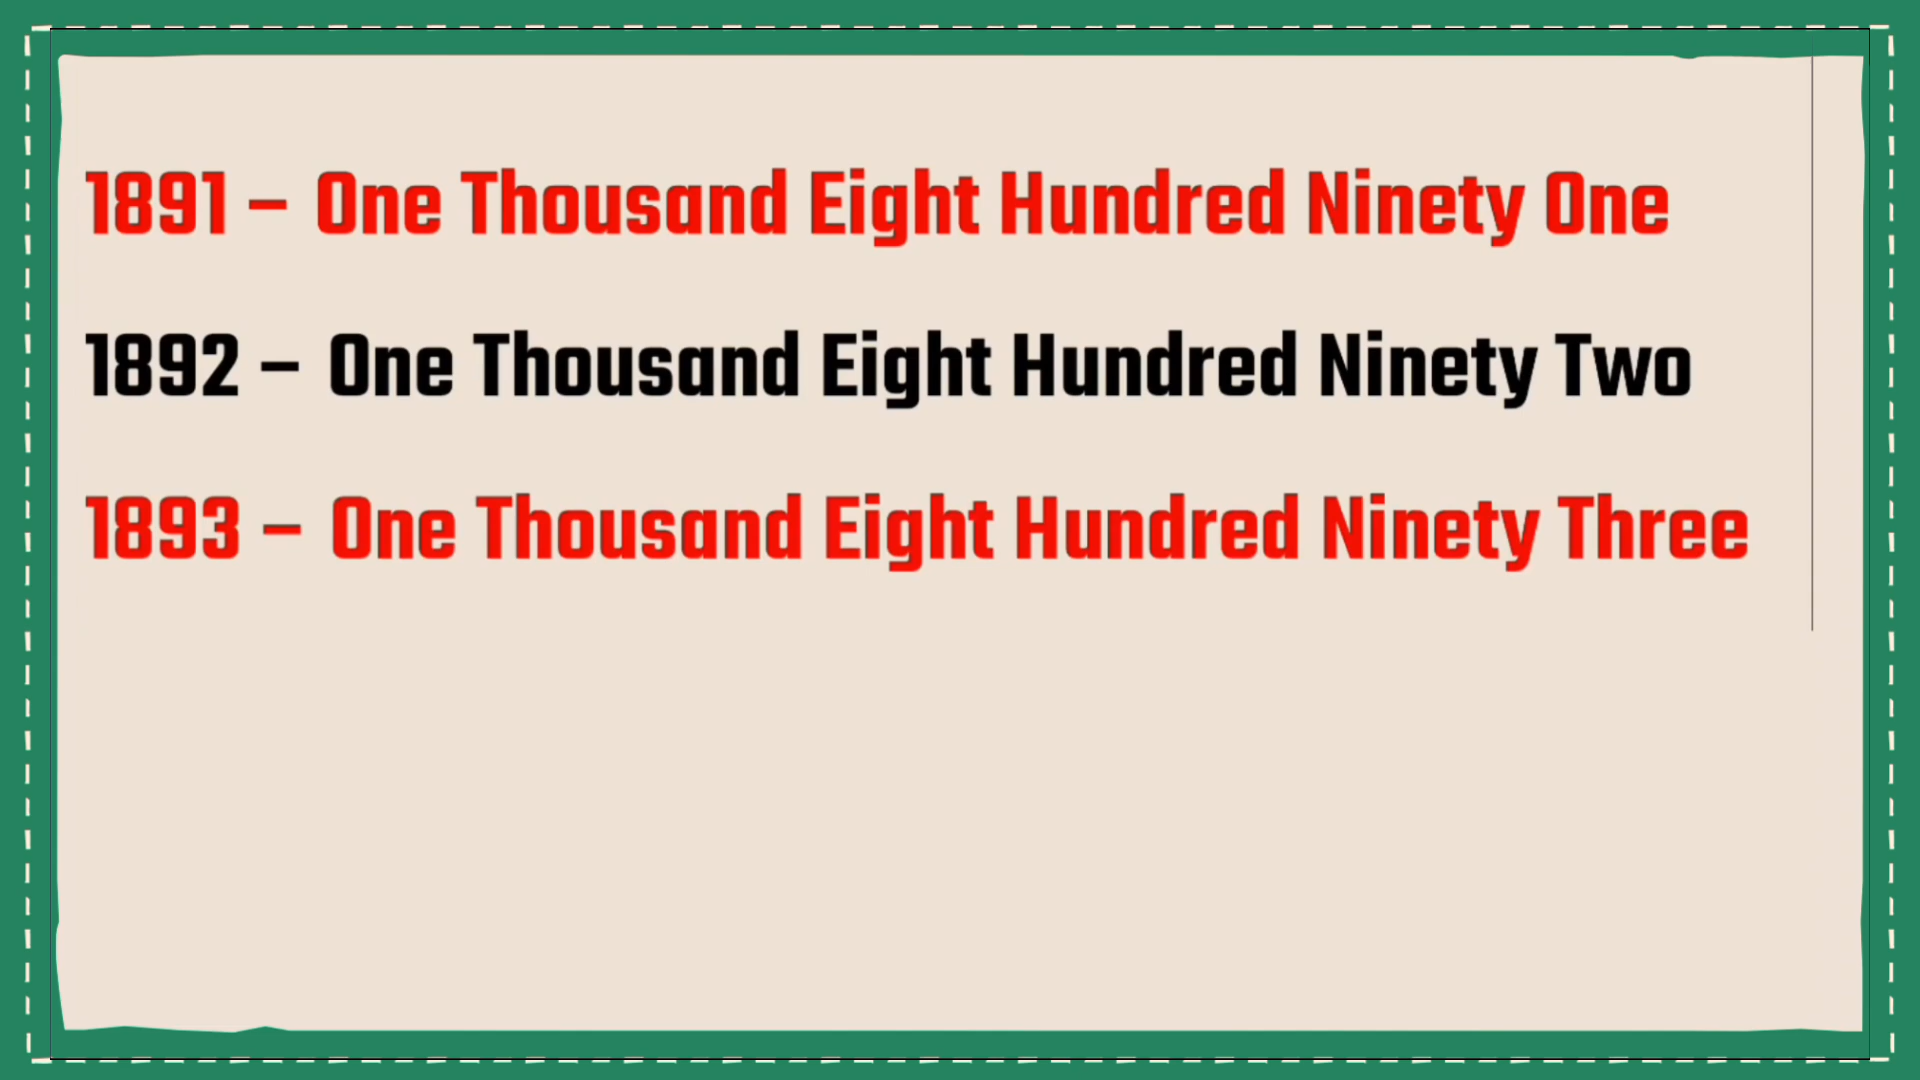 1891 – One Thousand Eight Hundred Ninety One
1892 – One Thousand Eight Hundred Ninety Two
1893 – One Thousand Eight Hundred Ninety Three